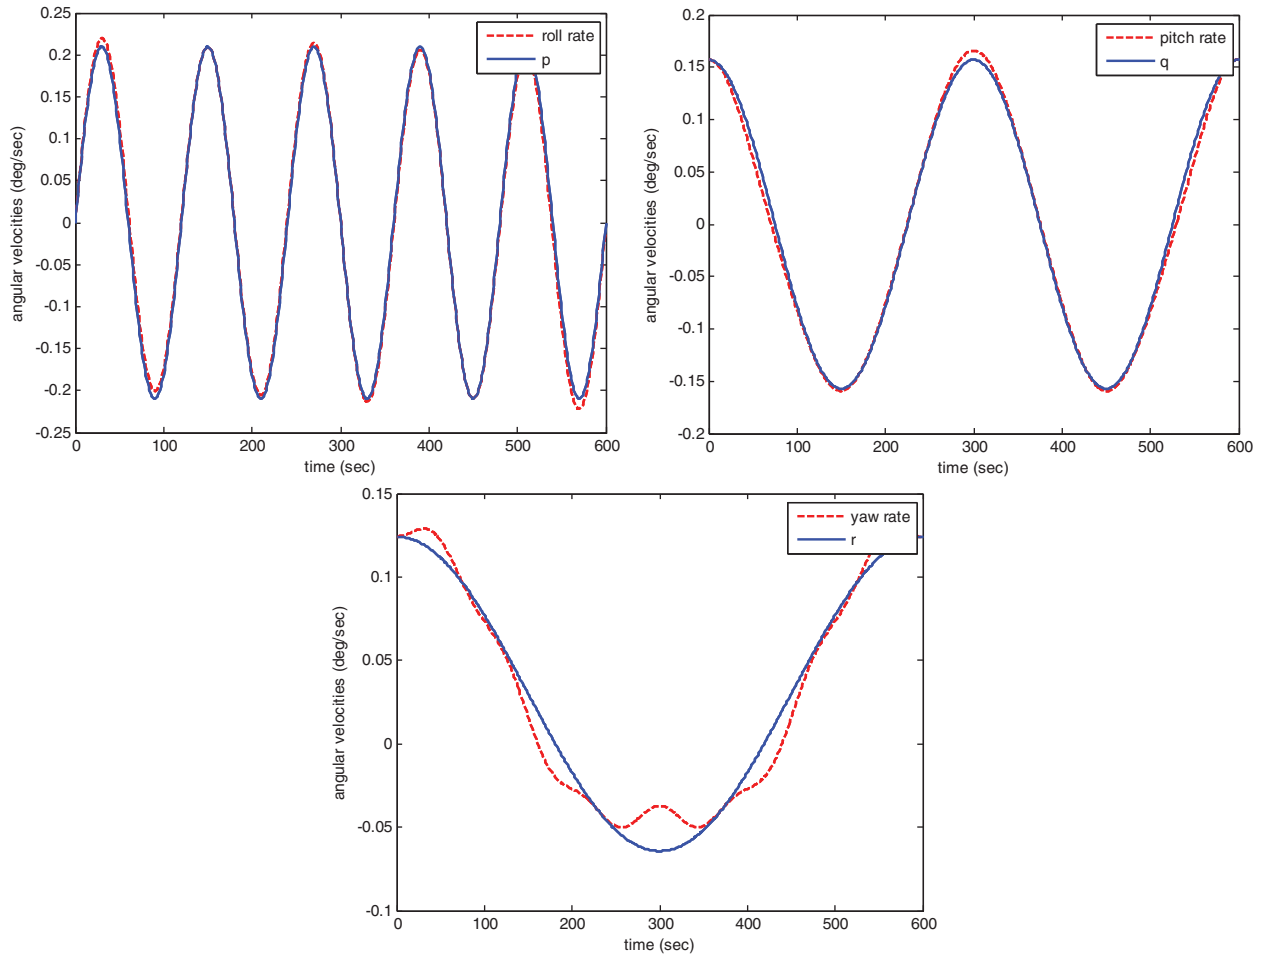 0.25
0.2
0.15
0.1
0.05
0
-0.05
-0.1
-0.15
-0.2
-0.25
angular velocities (deg/sec)
roll rate
p
0 100 200 300 400 500 600
time (sec)
0.2
0.15
0.1
0.05
0
-0.05
-0.1
-0.15
-0.2
angular velocities (deg/sec)
pitch rate
q
0 100 200 300 400 500 600
time (sec)
0.15
0.1
0.05
0
-0.05
-0.1
angular velocities (deg/sec)
yaw rate
r
0 100 200 300 400 500 600
time (sec)